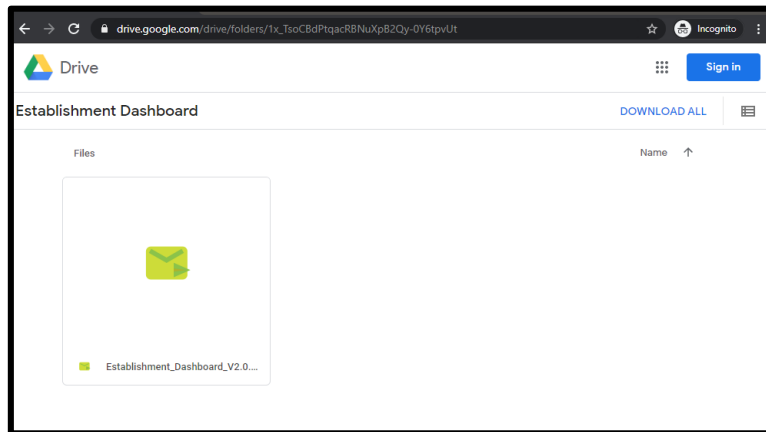 drive.google.com/drive/folders/1x_TsoCBdPtqacRBNuXpB2Qy-0Y6tpvUt
Incognito
Drive
Sign in
Establishment Dashboard
DOWNLOAD ALL
Files
Name
Establishment_Dashboard_V2.0....